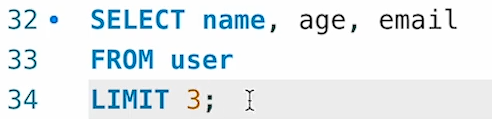 32 SELECT name, age, email
33 FROM user
34 LIMIT 3;